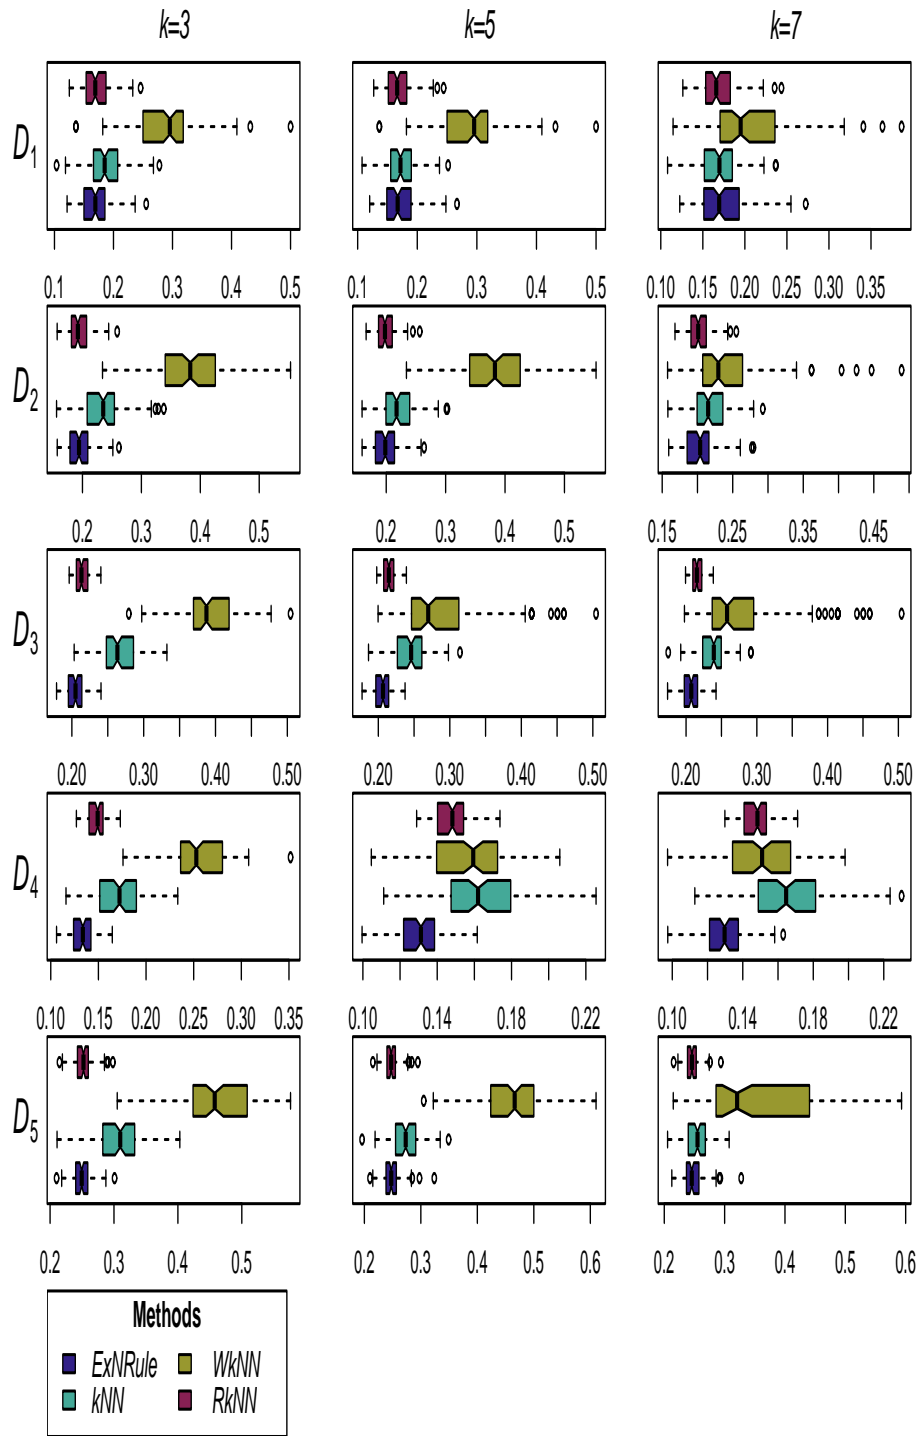 k=3 k=5 k=7
D1
0.1 0.2 0.3 0.4 0.5 0.1 0.2 0.3 0.4 0.5 0.10 0.15 0.20 0.25 0.30 0.35
D2
0.2 0.3 0.4 0.5 0.2 0.3 0.4 0.5 0.15 0.25 0.35 0.45
D3
0.20 0.30 0.40 0.50 0.20 0.30 0.40 0.50 0.20 0.30 0.40 0.50
D4
0.10 0.15 0.20 0.25 0.30 0.35 0.10 0.14 0.18 0.22 0.10 0.14 0.18 0.22
D5
0.2 0.3 0.4 0.5 0.2 0.3 0.4 0.5 0.6 0.2 0.3 0.4 0.5 0.6
Methods
ExNRule WkNN
kNN RkNN